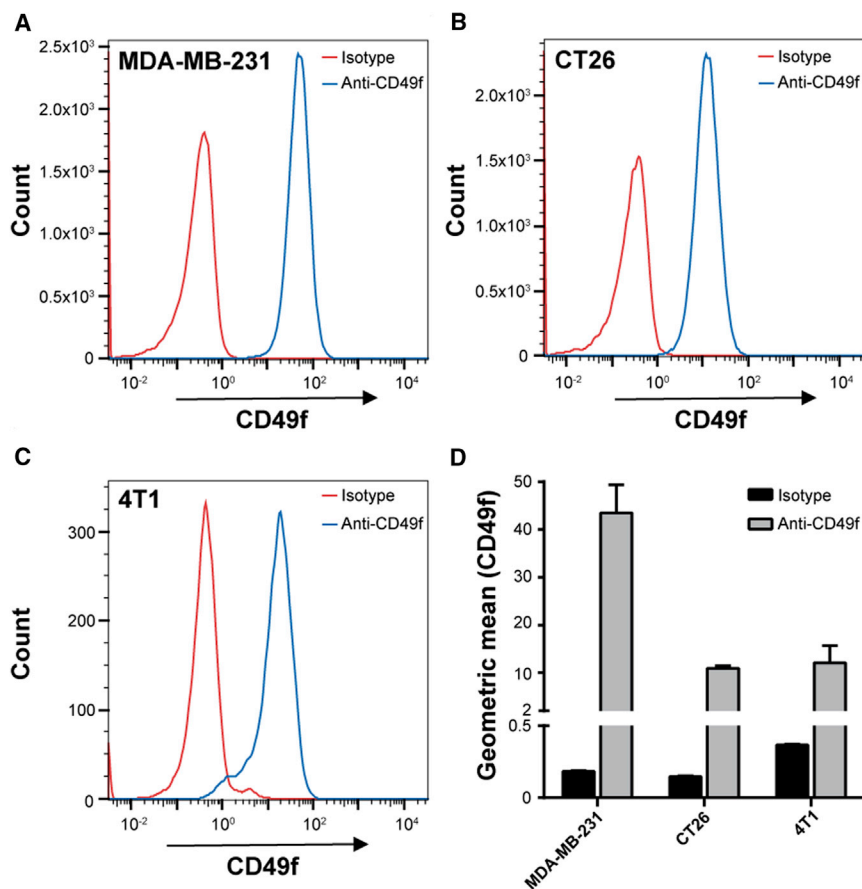 A
MDA-MB-231
Isotype
Anti-CD49f
2.5x10³
2.0x10³
1.5x10³
1.0x10³
0.5x10³
0
Count
10⁻²
10⁰
10²
10⁴
CD49f
B
CT26
Isotype
Anti-CD49f
2.0x10³
1.5x10³
1.0x10³
0.5x10³
0
Count
10⁻²
10⁰
10²
10⁴
CD49f
C
4T1
Isotype
Anti-CD49f
300
200
100
0
Count
10⁻²
10⁰
10²
10⁴
CD49f
D
Isotype
Anti-CD49f
50
40
30
20
10
2
0.5
0
Geometric mean (CD49f)
MDA-MB-231
CT26
4T1